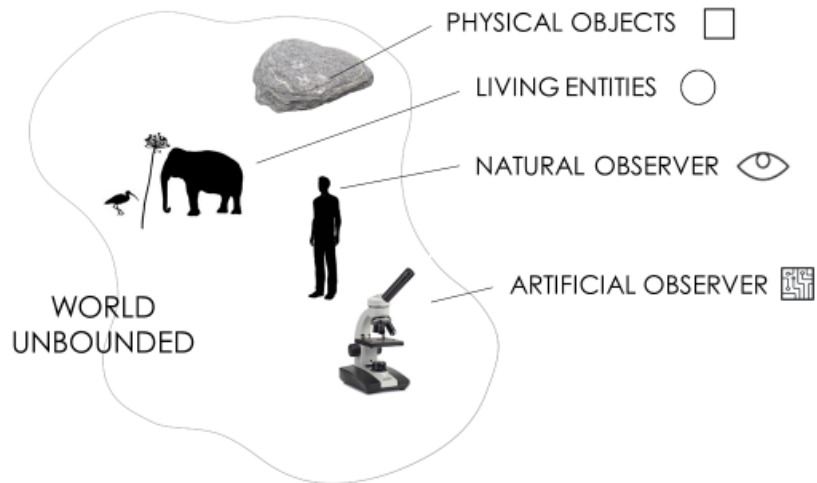 PHYSICAL OBJECTS
LIVING ENTITIES
NATURAL OBSERVER
ARTIFICIAL OBSERVER
WORLD
UNBOUNDED